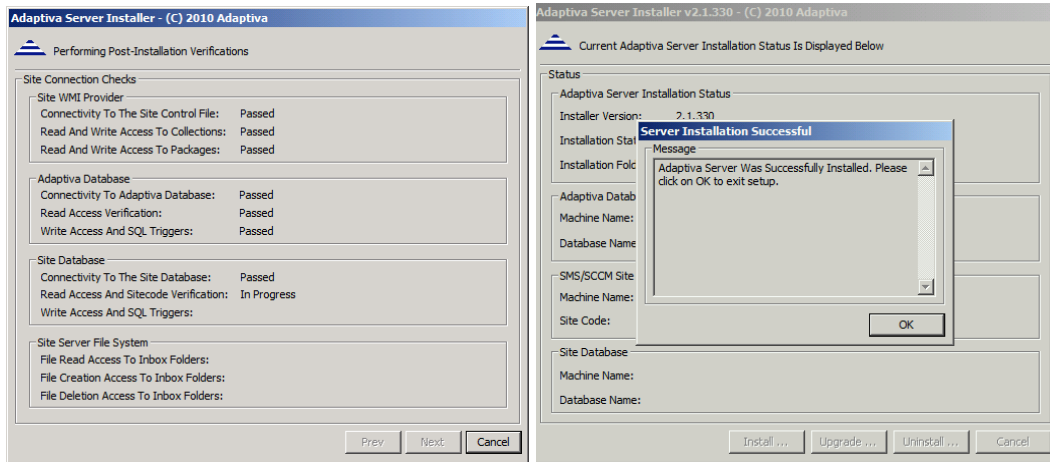 Adaptiva Server Installer - (C) 2010 Adaptiva
Performing Post-Installation Verifications
Site Connection Checks
Site WMI Provider
Connectivity To The Site Control File: Passed
Read And Write Access To Collections: Passed
Read And Write Access To Packages: Passed
Adaptiva Database
Connectivity To Adaptiva Database: Passed
Read Access Verification: Passed
Write Access And SQL Triggers: Passed
Site Database
Connectivity To The Site Database: Passed
Read Access And Sitecode Verification: In Progress
Write Access And SQL Triggers:
Site Server File System
File Read Access To Inbox Folders:
File Creation Access To Inbox Folders:
File Deletion Access To Inbox Folders:
Prev Next Cancel
Adaptiva Server Installer v2.1.330 - (C) 2010 Adaptiva
Current Adaptiva Server Installation Status Is Displayed Below
Status
Adaptiva Server Installation Status
Installer Version: 2.1.330
Installation Stat
Installation Fold
Adaptiva Datab
Machine Name:
Database Name
SMS/SCCM Site
Machine Name:
Site Code:
Site Database
Machine Name:
Database Name:
Install ... Upgrade ... Uninstall ... Cancel
Server Installation Successful
Message
Adaptiva Server Was Successfully Installed. Please
click on OK to exit setup.
OK